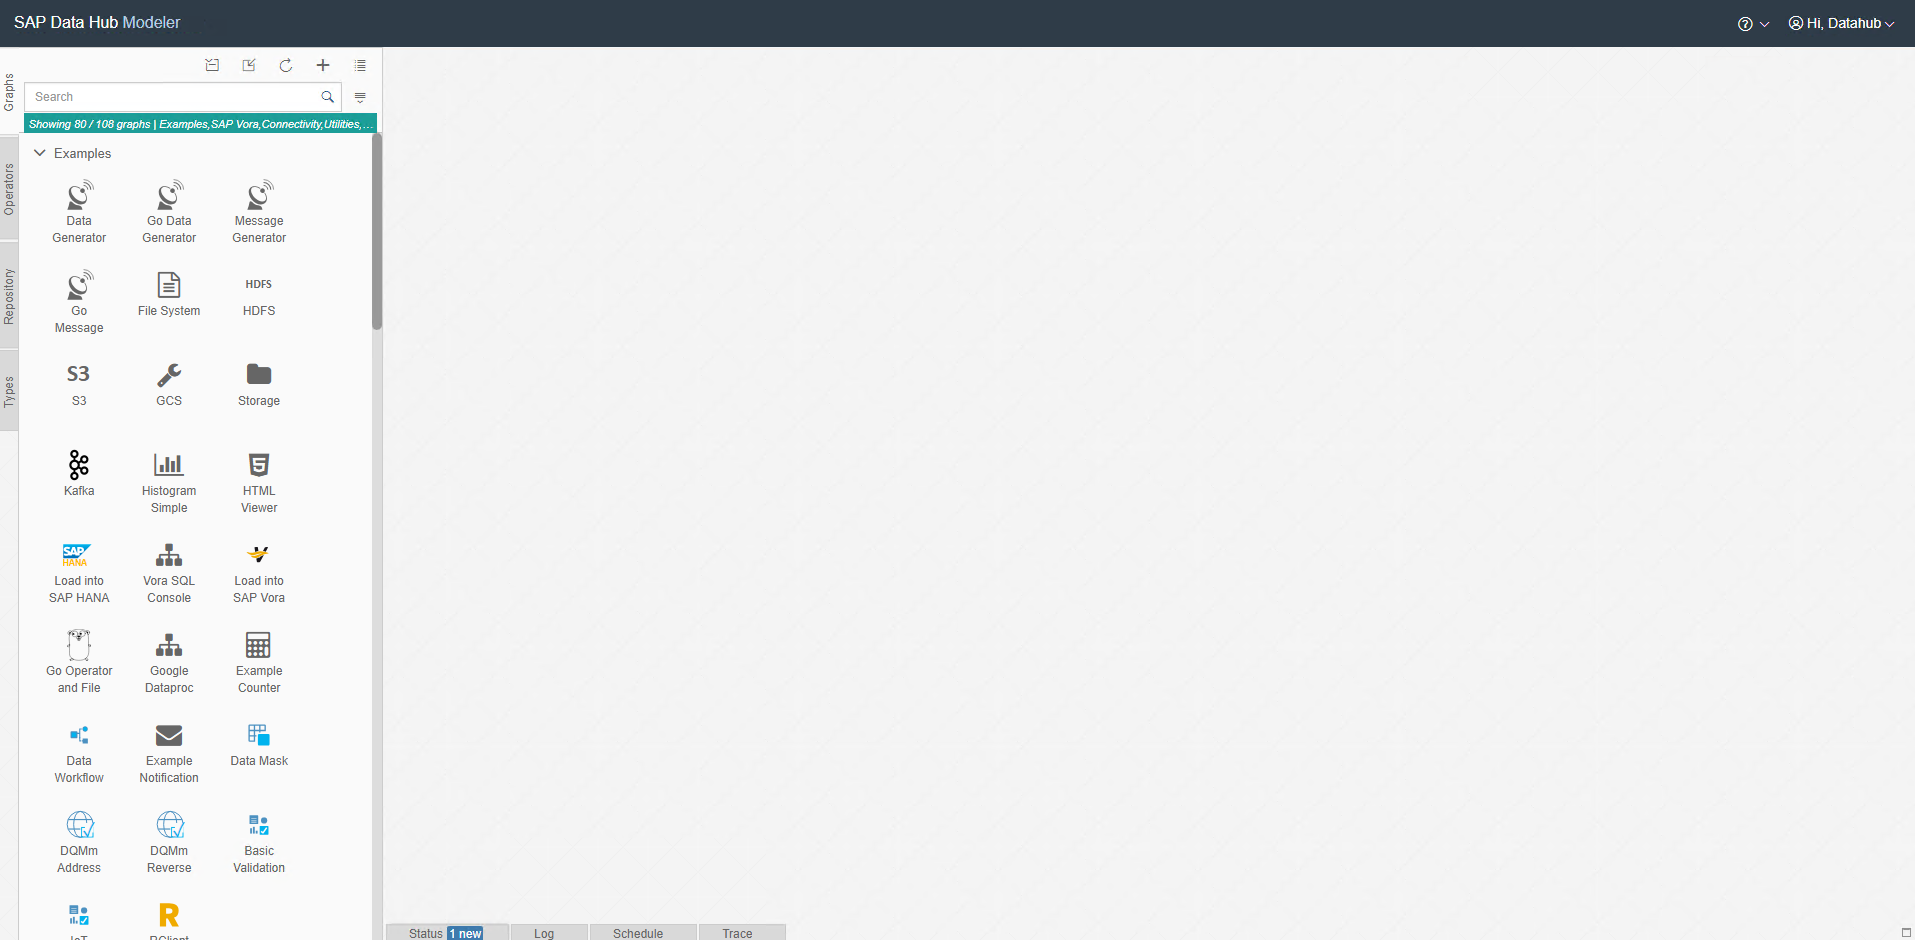 SAP Data Hub Modeler
Hi, Datahub
Graphs
Operators
Repository
Types
Search
Showing 80 / 108 graphs | Examples,SAP Vora,Connectivity,Utilities,...
Examples
Data Generator
Go Data Generator
Message Generator
Go Message
File System
HDFS
HDFS
S3
S3
GCS
Storage
Kafka
Histogram Simple
HTML Viewer
SAP HANA
Load into SAP HANA
Vora SQL Console
Load into SAP Vora
Go Operator and File
Google Dataproc
Example Counter
Data Workflow
Example Notification
Data Mask
DQMm Address
DQMm Reverse
Basic Validation
IoT
R
RClient
Status 1 new
Log
Schedule
Trace